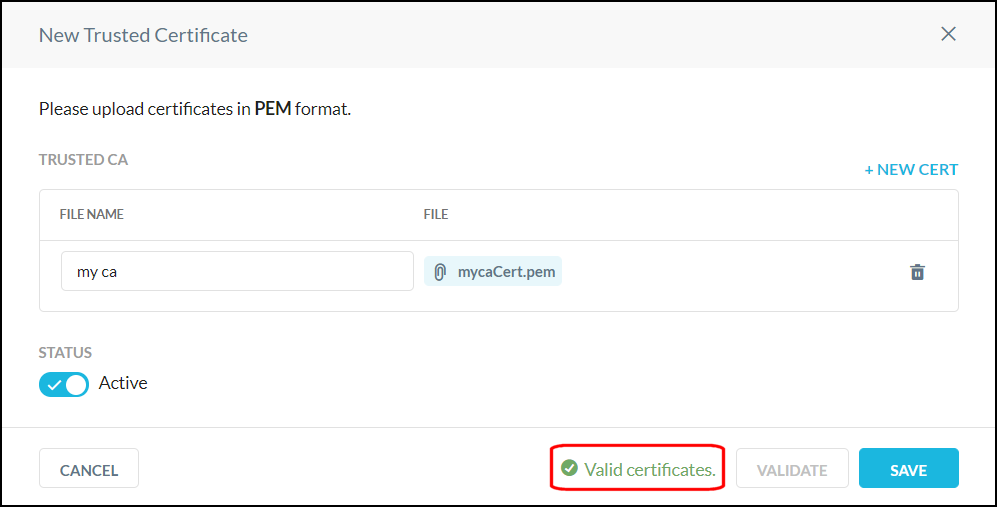 New Trusted Certificate
Please upload certificates in PEM format.
TRUSTED CA
+ NEW CERT
FILE NAME
FILE
my ca
mycaCert.pem
STATUS
Active
CANCEL
Valid certificates.
VALIDATE
SAVE